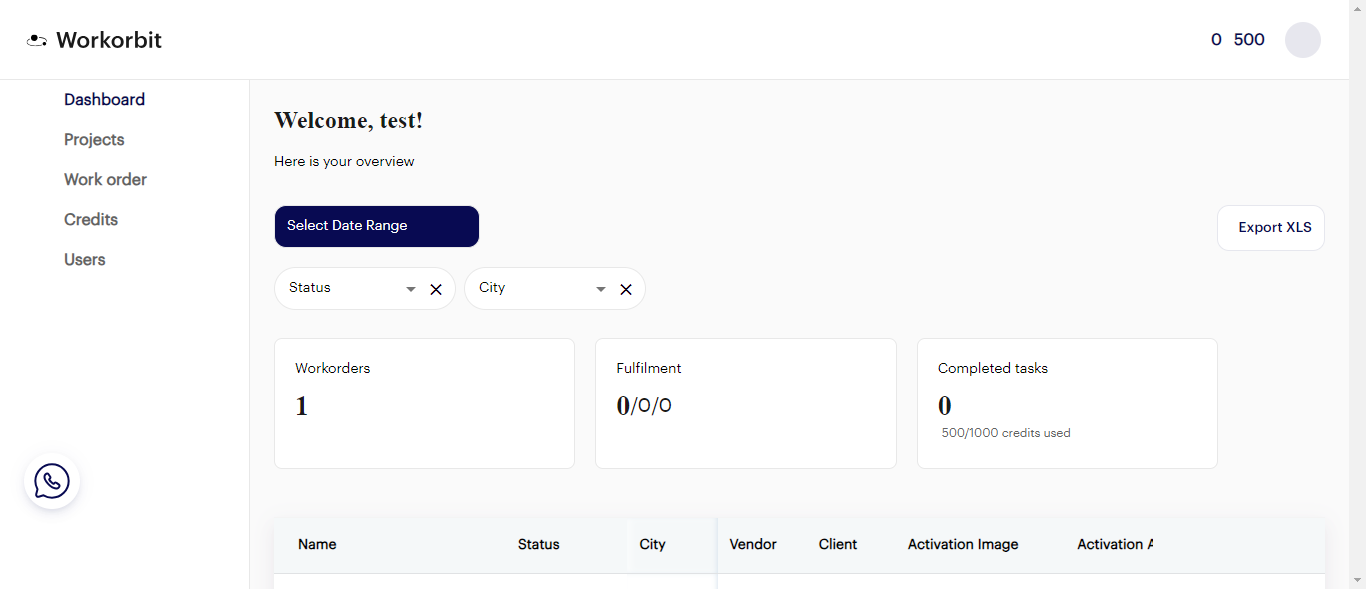 Workorbit
0 500
Dashboard
Projects
Work order
Credits
Users
Welcome, test!
Here is your overview
Select Date Range
Export XLS
Status
City
Workorders
1
Fulfilment
0/0/0
Completed tasks
0
500/1000 credits used
Name Status City Vendor Client Activation Image Activation